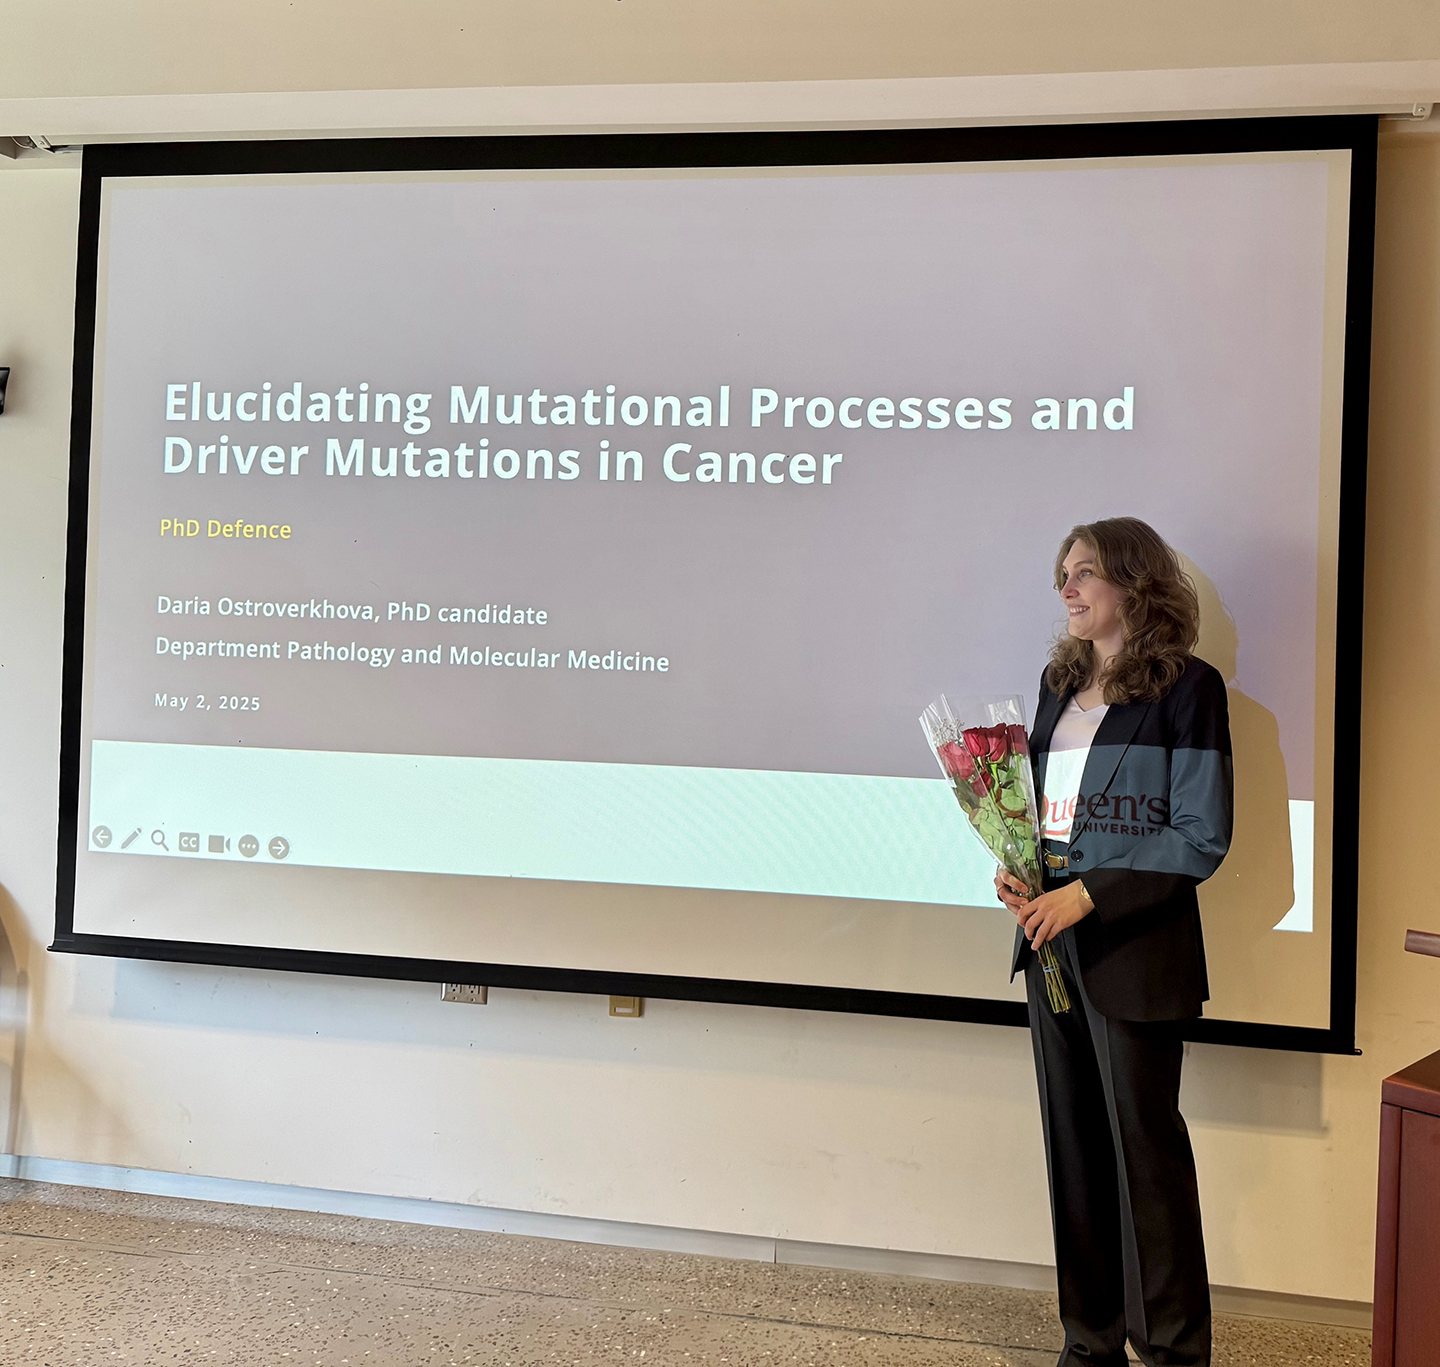 Elucidating Mutational Processes and
Driver Mutations in Cancer
PhD Defence
Daria Ostroverkhova, PhD candidate
Department Pathology and Molecular Medicine
May 2, 2025
CC
Queen's
UNIVERSITY